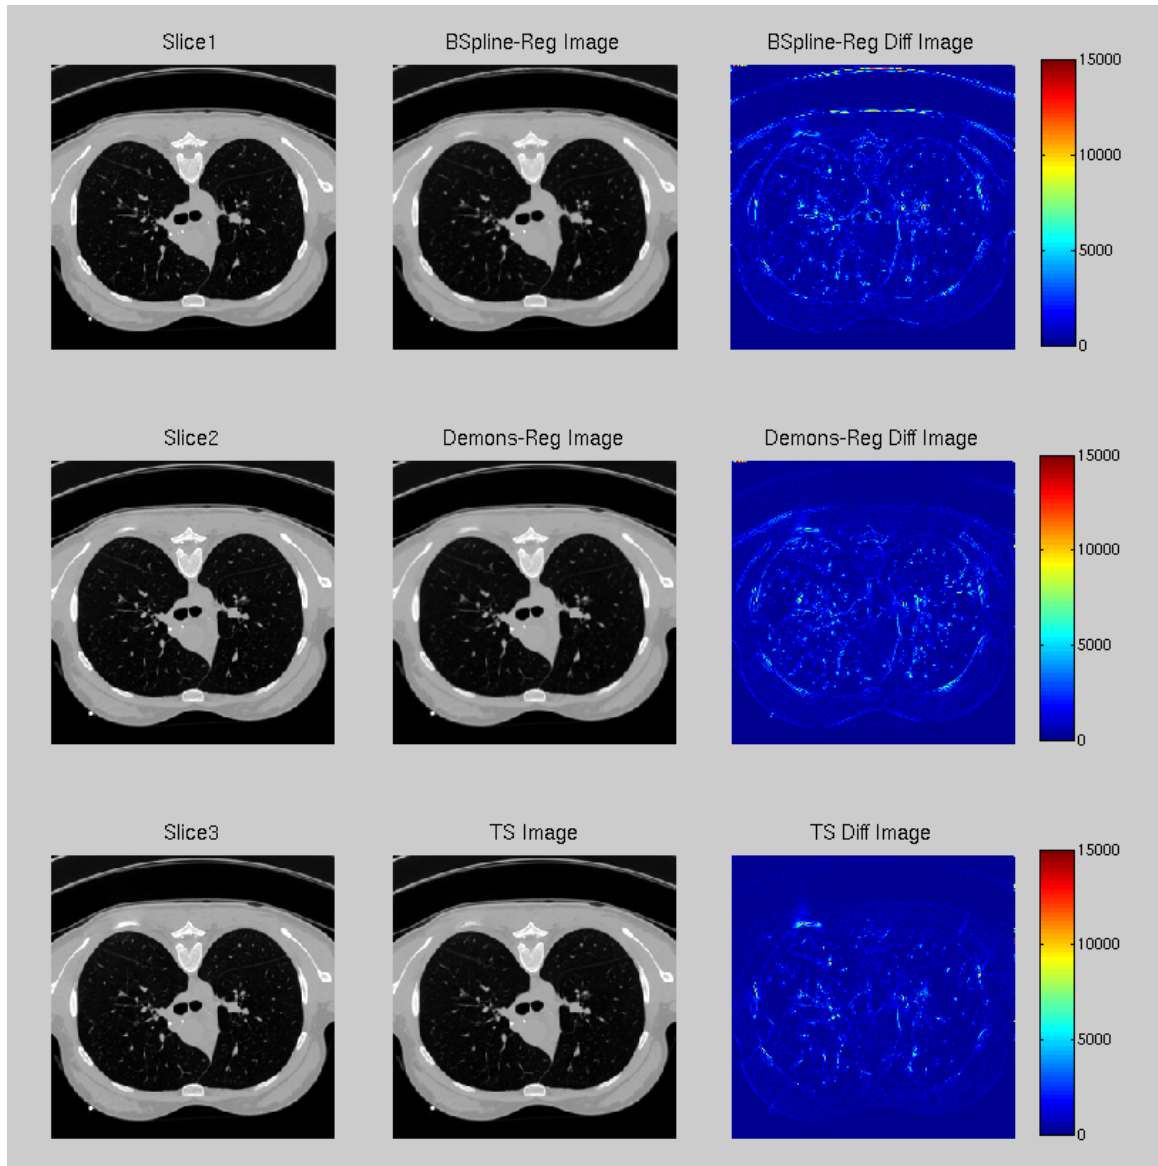 Slice1
BSpline-Reg Image
BSpline-Reg Diff Image
15000
10000
5000
0
Slice2
Demons-Reg Image
Demons-Reg Diff Image
15000
10000
5000
0
Slice3
TS Image
TS Diff Image
15000
10000
5000
0